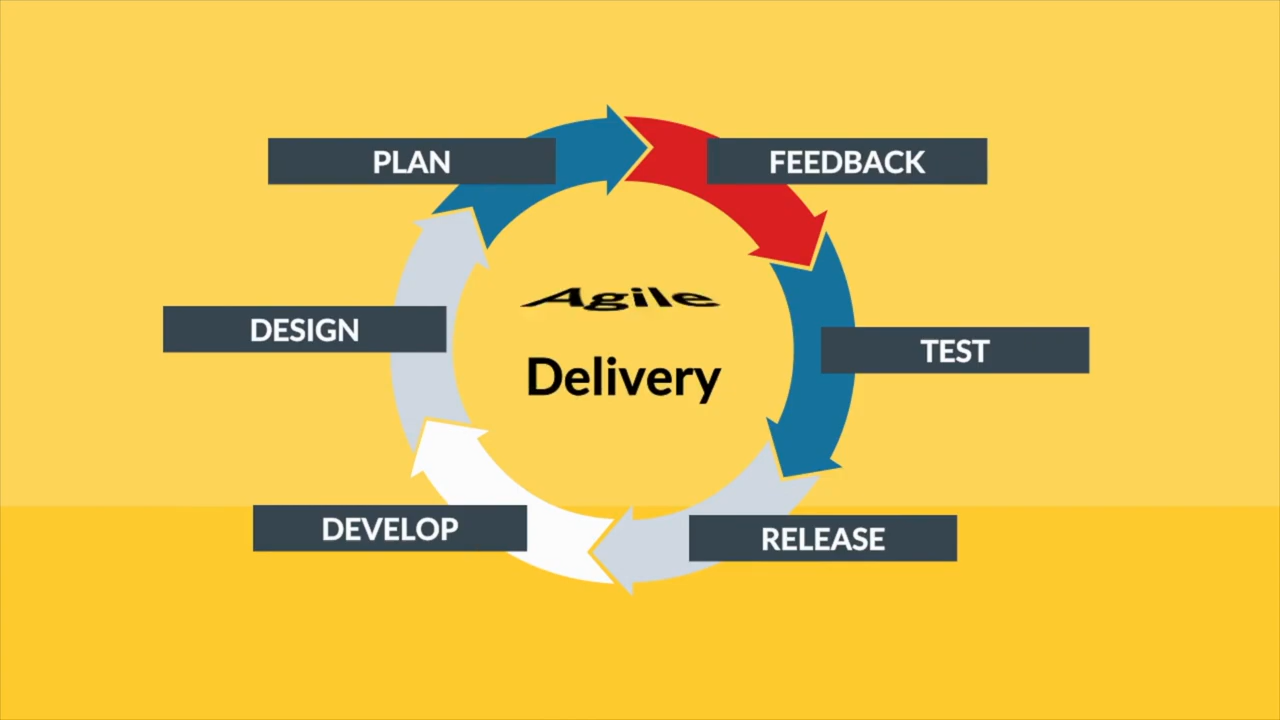 PLAN
FEEDBACK
Agile
DESIGN
TEST
Delivery
DEVELOP
RELEASE